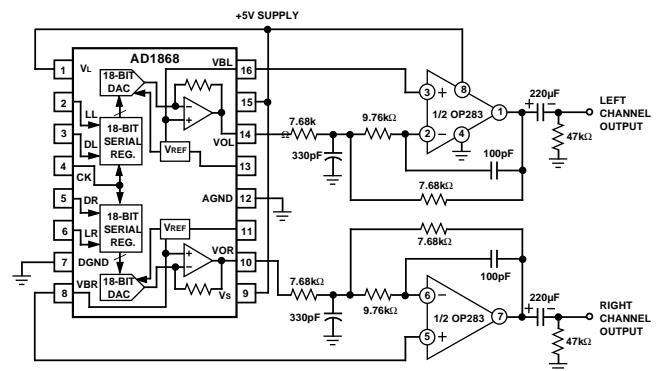 +5V SUPPLY
AD1868
1
VL
18-BIT
DAC
VBL
16
2
LL
15
3
DL
18-BIT
SERIAL
REG.
VOL
14
4
CK
VREF
13
5
DR
AGND
12
6
LR
18-BIT
SERIAL
REG.
VREF
11
7
DGND
VOR
10
8
VBR
18-BIT
DAC
VS
9
7.68k
Ω
330pF
9.76kΩ
100pF
7.68kΩ
3
+
2
−
8
4
1
1/2 OP283
220µF
+
−
47kΩ
LEFT
CHANNEL
OUTPUT
7.68kΩ
7.68kΩ
330pF
9.76kΩ
100pF
6
−
5
+
7
1/2 OP283
220µF
+
−
47kΩ
RIGHT
CHANNEL
OUTPUT